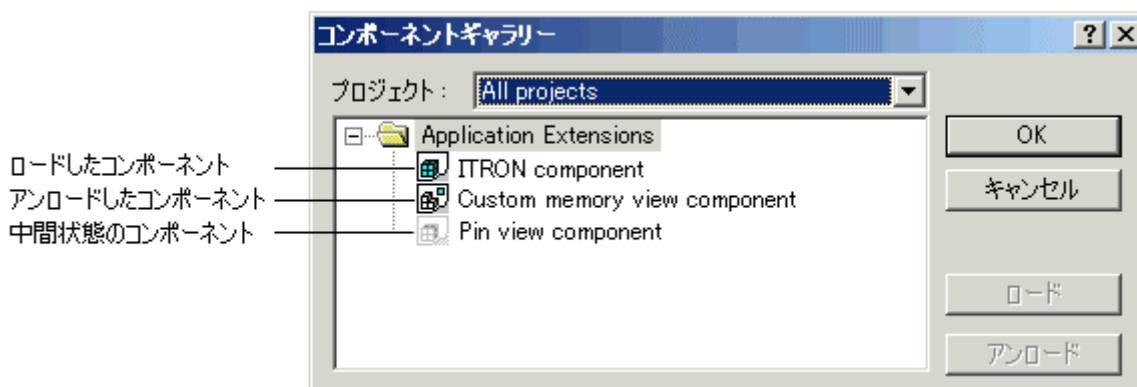 コンポーネントギャラリー
プロジェクト: All projects
Application Extensions
OK
ロードしたコンポーネント
ITRON component
アンロードしたコンポーネント
Custom memory view component
キャンセル
中間状態のコンポーネント
Pin view component
ロード
アンロード